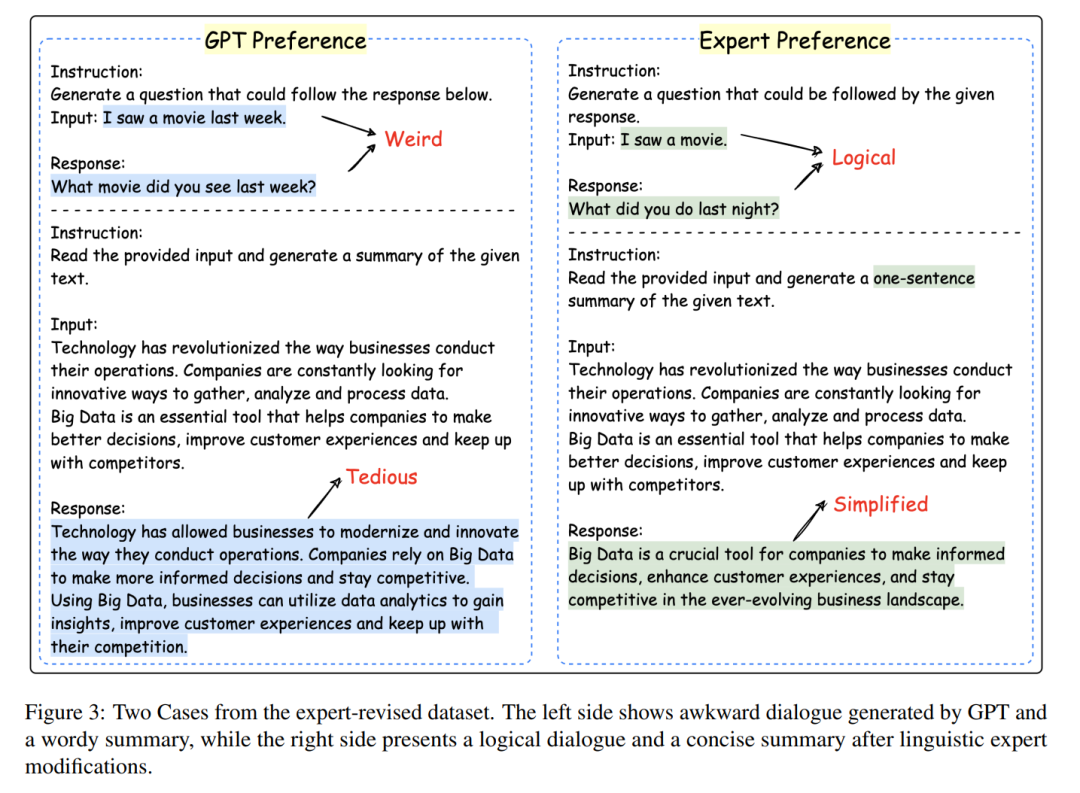 GPT Preference
Instruction:
Generate a question that could follow the response below.
Input: I saw a movie last week.
Weird
Response:
What movie did you see last week?
Instruction:
Read the provided input and generate a summary of the given
text.
Input:
Technology has revolutionized the way businesses conduct
their operations. Companies are constantly looking for
innovative ways to gather, analyze and process data.
Big Data is an essential tool that helps companies to make
better decisions, improve customer experiences and keep up
with competitors.
Tedious
Response:
Technology has allowed businesses to modernize and innovate
the way they conduct operations. Companies rely on Big Data
to make more informed decisions and stay competitive.
Using Big Data, businesses can utilize data analytics to gain
insights, improve customer experiences and keep up with
their competition.
Expert Preference
Instruction:
Generate a question that could be followed by the given
response.
Input: I saw a movie.
Logical
Response:
What did you do last night?
Instruction:
Read the provided input and generate a one-sentence
summary of the given text.
Input:
Technology has revolutionized the way businesses conduct
their operations. Companies are constantly looking for
innovative ways to gather, analyze and process data.
Big Data is an essential tool that helps companies to make
better decisions, improve customer experiences and keep
up with competitors.
Simplified
Response:
Big Data is a crucial tool for companies to make informed
decisions, enhance customer experiences, and stay
competitive in the ever-evolving business landscape.
Figure 3: Two Cases from the expert-revised dataset. The left side shows awkward dialogue generated by GPT and
a wordy summary, while the right side presents a logical dialogue and a concise summary after linguistic expert
modifications.